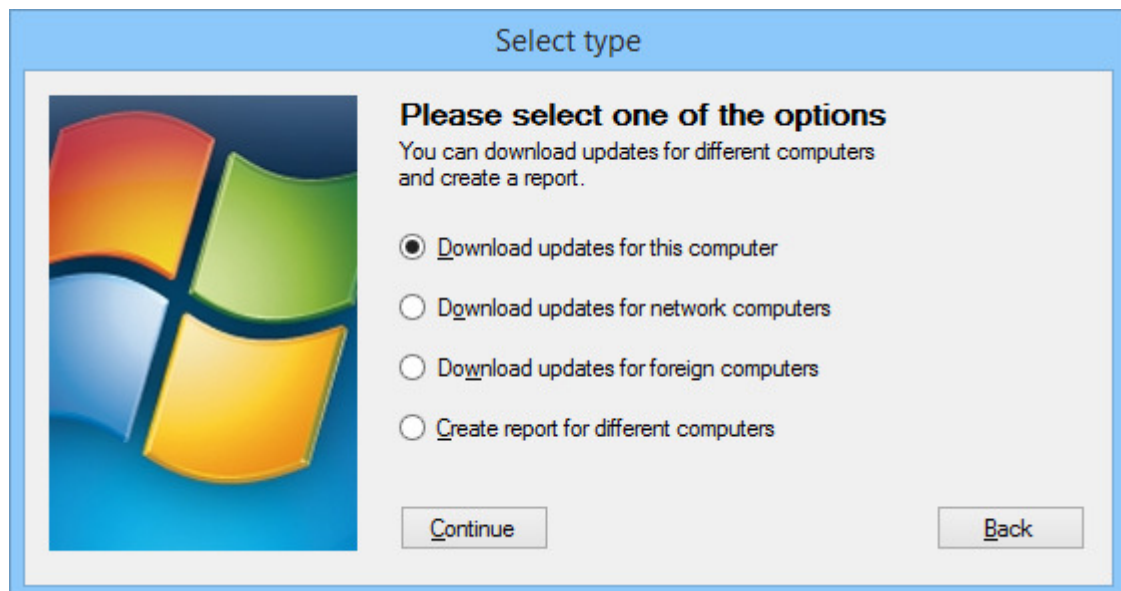 Select type
Please select one of the options
You can download updates for different computers
and create a report.
Download updates for this computer
Download updates for network computers
Download updates for foreign computers
Create report for different computers
Continue
Back